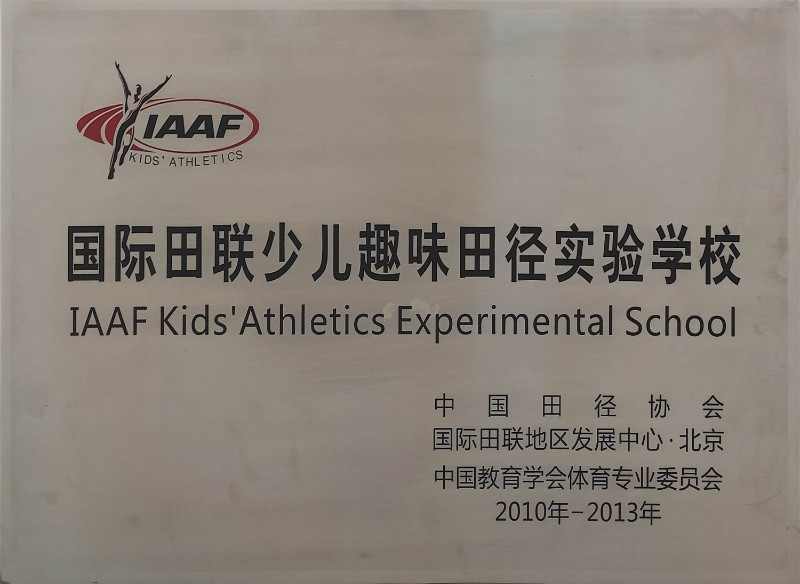 IAAF
KIDS' ATHLETICS
国际田联少儿趣味田径实验学校
IAAF Kids'Athletics Experimental School
中国田径协会
国际田联地区发展中心·北京
中国教育学会体育专业委员会
2010年-2013年